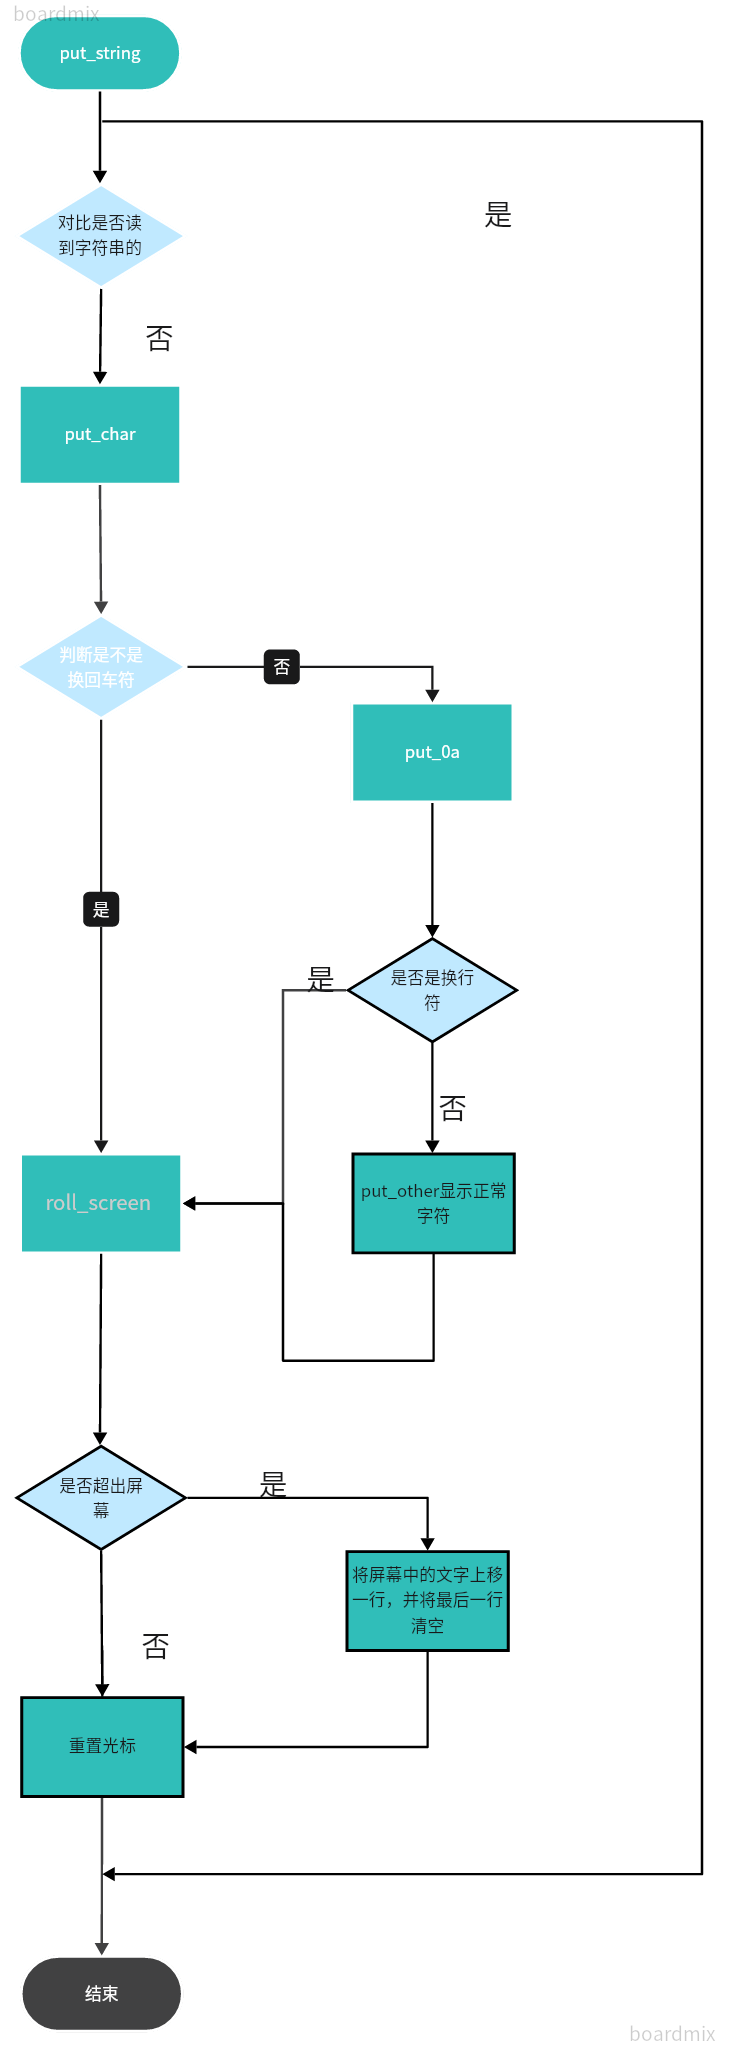 boardmix
put_string
是
对比是否读
到字符串的
否
put_char
判断是不是
换回车符
否
put_0a
是
是
是否是换行
符
否
roll_screen
put_other显示正常
字符
是否超出屏
幕
是
将屏幕中的文字上移
一行，并将最后一行
清空
否
重置光标
结束
boardmix